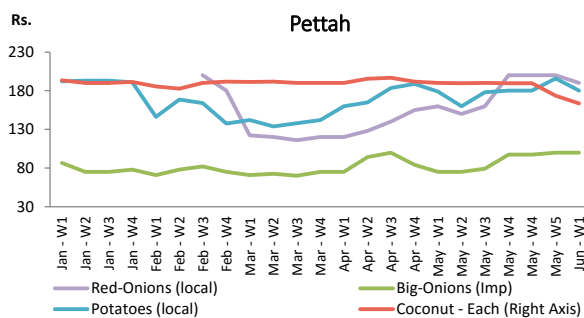 Pettah
Rs.
230
180
130
80
30
Jan - W1
Jan - W2
Jan - W3
Jan - W4
Feb - W1
Feb - W2
Feb - W3
Feb - W4
Mar - W1
Mar - W2
Mar - W3
Mar - W4
Apr - W1
Apr - W2
Apr - W3
Apr - W4
May - W1
May - W2
May - W3
May - W4
May - W4
May - W5
Jun - W1
Red-Onions (local)
Big-Onions (Imp)
Potatoes (local)
Coconut - Each (Right Axis)